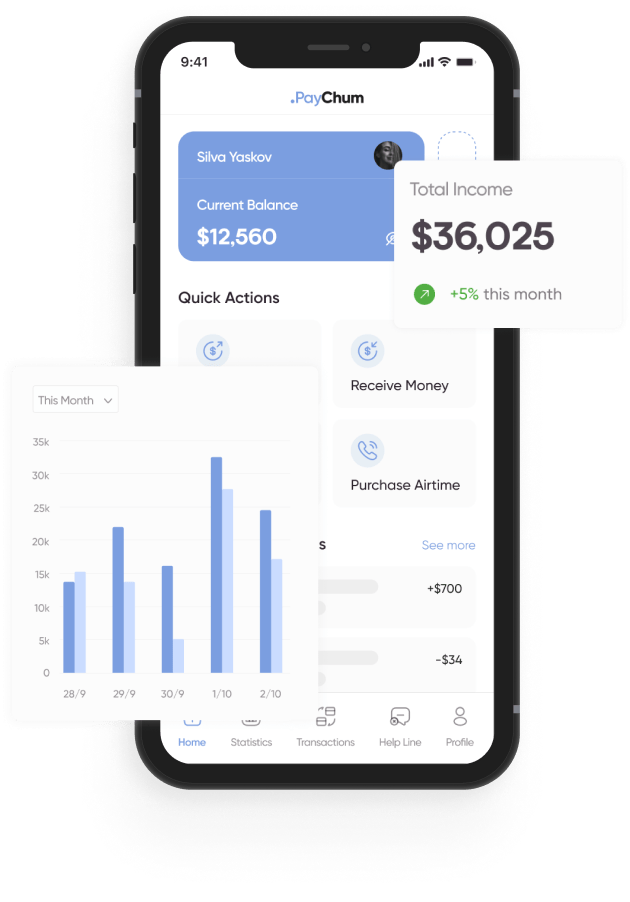 9:41
.PayChum
Silva Yaskov
Current Balance
$12,560
Total Income
$36,025
+5% this month
Quick Actions
Receive Money
Purchase Airtime
s
See more
+$700
-$34
This Month
35k
30k
25k
20k
15k
10k
5k
0
28/9 29/9 30/9 1/10 2/10
Home Statistics Transactions Help Line Profile